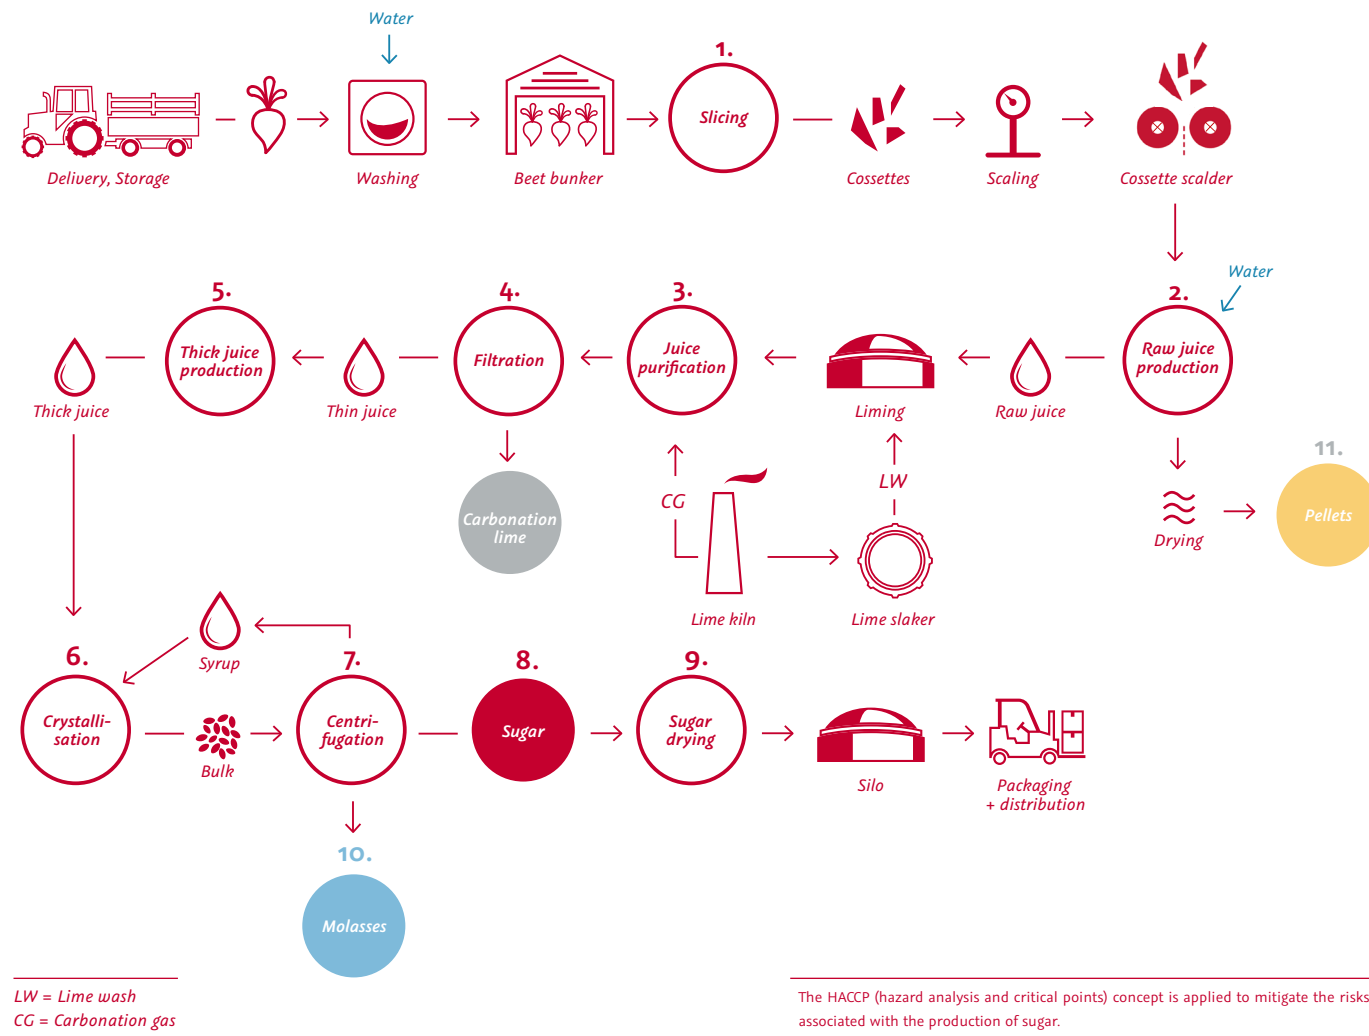 Water
1.
Slicing
Delivery, Storage
Washing
Beet bunker
Cossettes
Scaling
Cossette scalder
Water
5.
4.
3.
2.
Thick juice
production
Filtration
Juice
purification
Raw juice
production
Thick juice
Thin juice
Liming
Raw juice
11.
CG
LW
Carbonation
lime
Pellets
Drying
Lime kiln
Lime slaker
Syrup
6.
7.
8.
9.
Crystalli-
sation
Centri-
fugation
Sugar
Sugar
drying
Bulk
Silo
Packaging
+ distribution
10.
Molasses
LW = Lime wash
CG = Carbonation gas
The HACCP (hazard analysis and critical points) concept is applied to mitigate the risks
associated with the production of sugar.